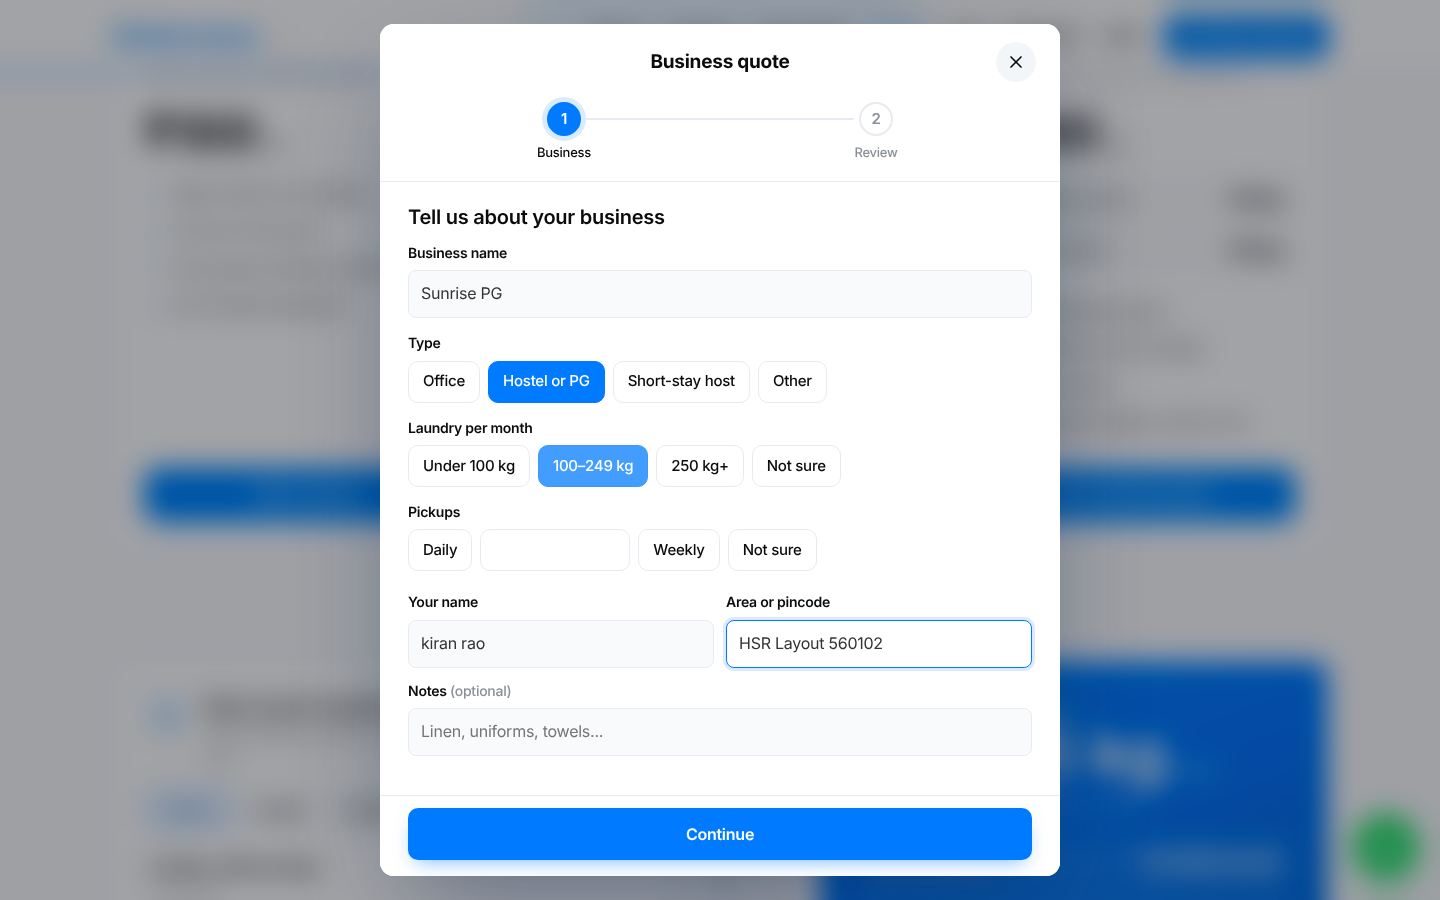 Business quote
1
2
Business
Review
Tell us about your business
Business name
Sunrise PG
Type
Office
Hostel or PG
Short-stay host
Other
Laundry per month
Under 100 kg
100–249 kg
250 kg+
Not sure
Pickups
Daily
Weekly
Not sure
Your name
Area or pincode
kiran rao
HSR Layout 560102
Notes (optional)
Linen, uniforms, towels...
Continue